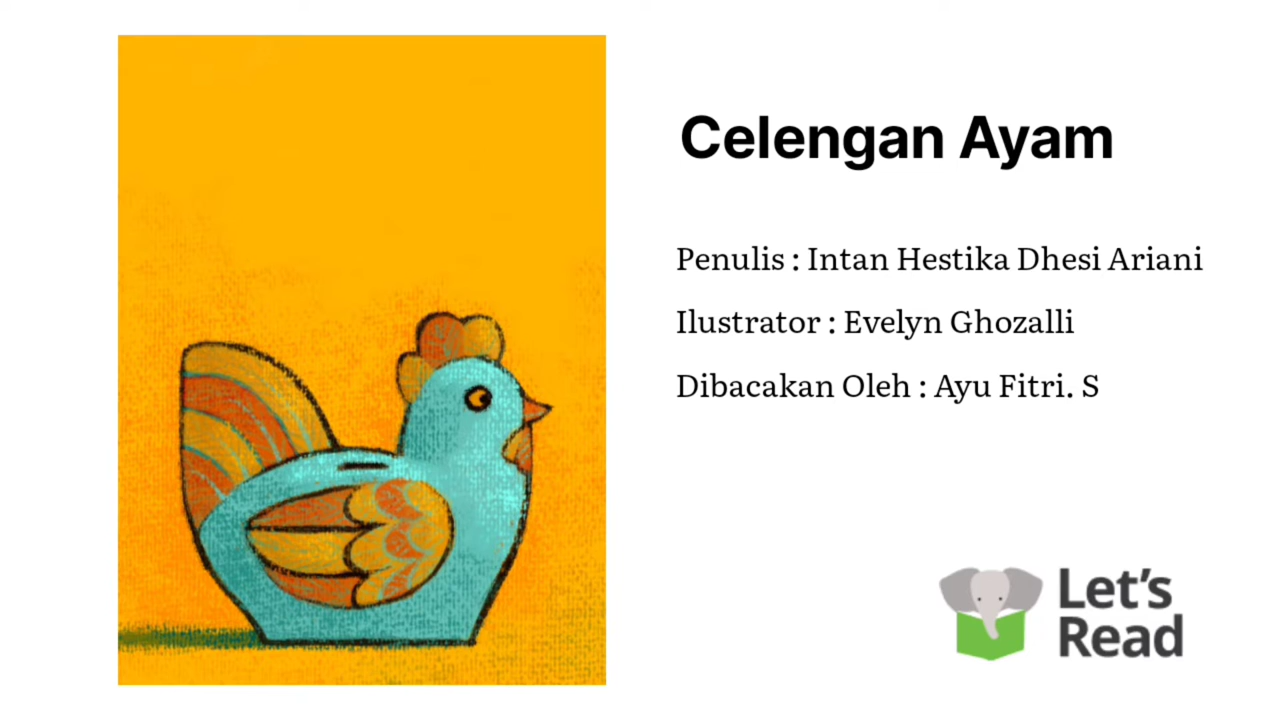 Celengan Ayam
Penulis : Intan Hestika Dhesi Ariani
Ilustrator : Evelyn Ghozalli
Dibacakan Oleh : Ayu Fitri. S
Let's
Read